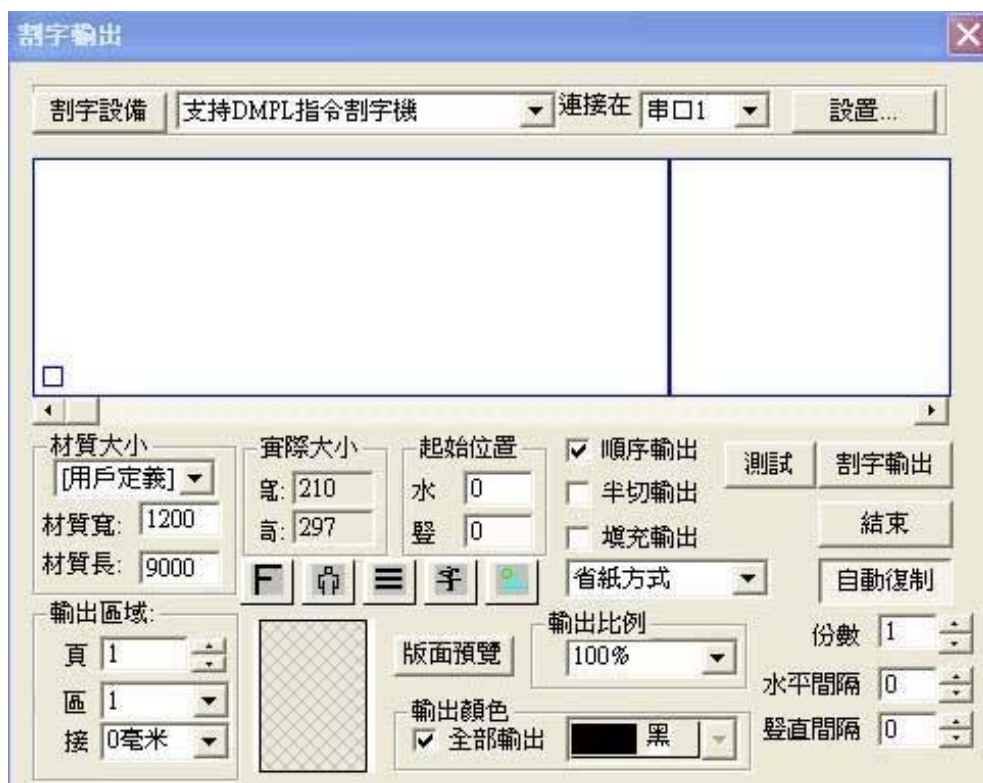 割字輸出
割字設備 支持DMPL指令割字機 連接在 串口1 設置...
材質大小
[用戶定義]
材質寬: 1200
材質長: 9000
實際大小
寬: 210
高: 297
起始位置
水 0
豎 0
順序輸出
半切輸出
填充輸出
省紙方式
測試 割字輸出
結束
自動復制
輸出區域:
頁 1
區 1
接 0毫米
版面預覽
輸出比例
100%
輸出顏色
全部輸出 黑
份數 1
水平間隔 0
豎直間隔 0